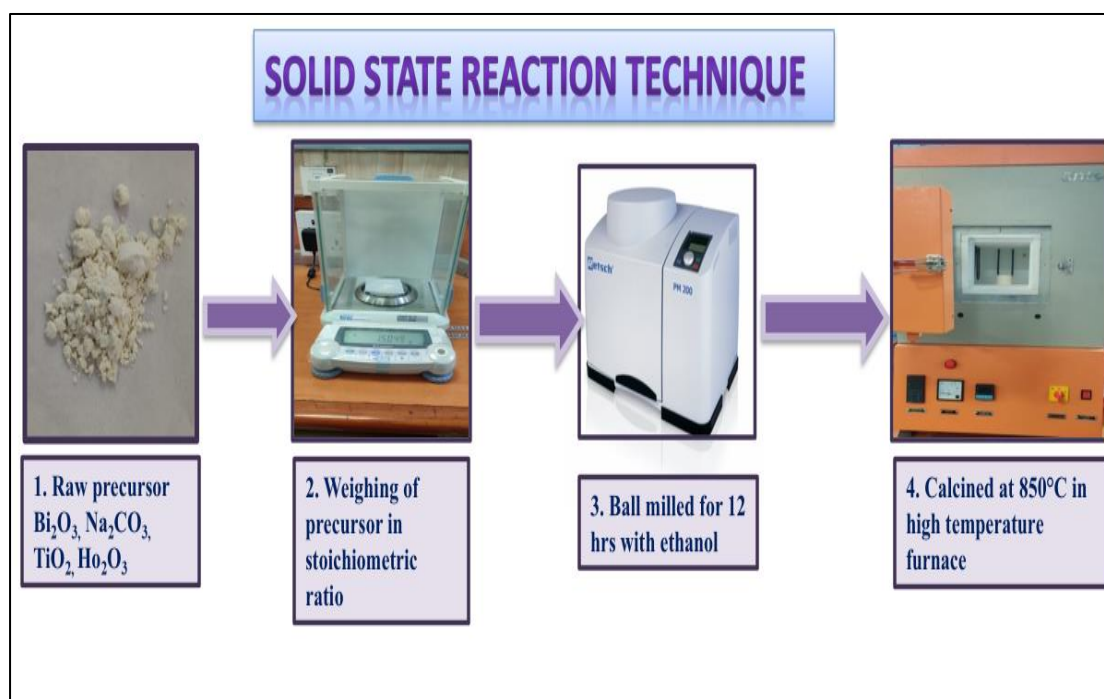 SOLID STATE REACTION TECHNIQUE
1. Raw precursor
Bi₂O₃, Na₂CO₃,
TiO₂, Ho₂O₃
2. Weighing of
precursor in
stoichiometric
ratio
Retsch
PM 200
3. Ball milled for 12
hrs with ethanol
4. Calcined at 850°C in
high temperature
furnace